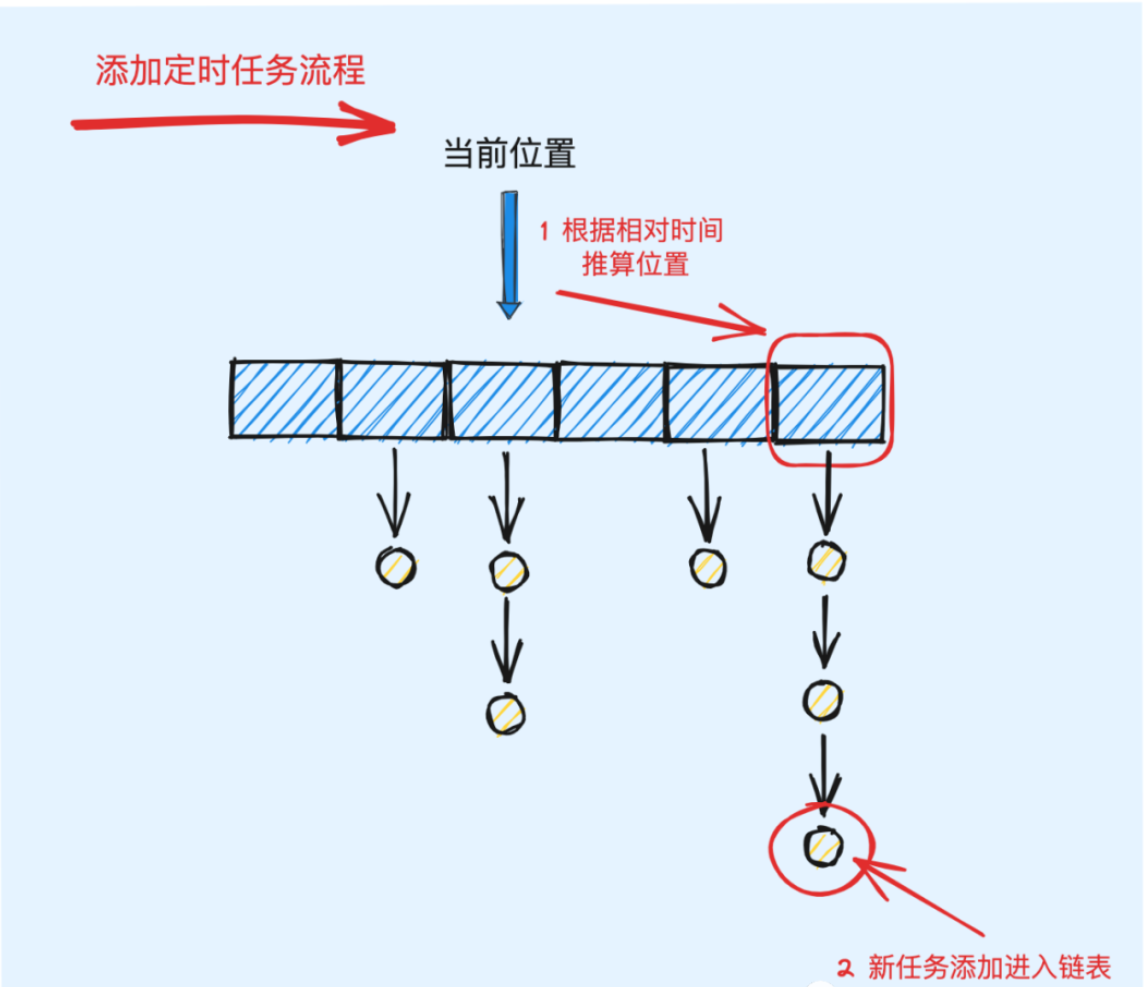 添加定时任务流程
当前位置
1 根据相对时间
推算位置
2 新任务添加进入链表